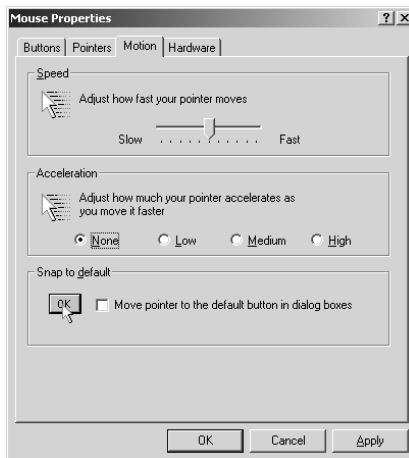 Mouse Properties
Buttons Pointers Motion Hardware
Speed
Adjust how fast your pointer moves
Slow Fast
Acceleration
Adjust how much your pointer accelerates as
you move it faster
None Low Medium High
Snap to default
OK Move pointer to the default button in dialog boxes
OK Cancel Apply